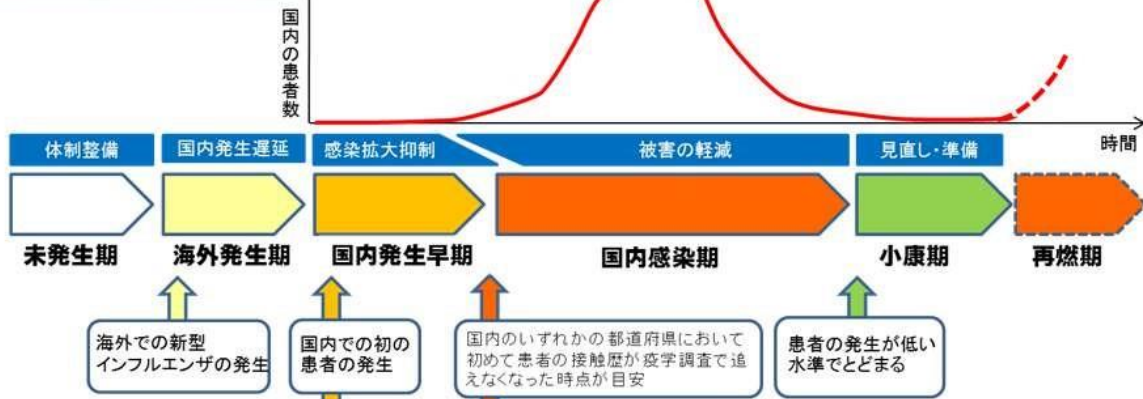 国内の患者数
時間
体制整備
国内発生遅延
感染拡大抑制
被害の軽減
見直し・準備
未発生期
海外発生期
国内発生早期
国内感染期
小康期
再燃期
海外での新型
インフルエンザの発生
国内での初の
患者の発生
国内のいずれかの都道府県において
初めて患者の接触歴が疫学調査で追
えなくなった時点が目安
患者の発生が低い
水準でとどまる